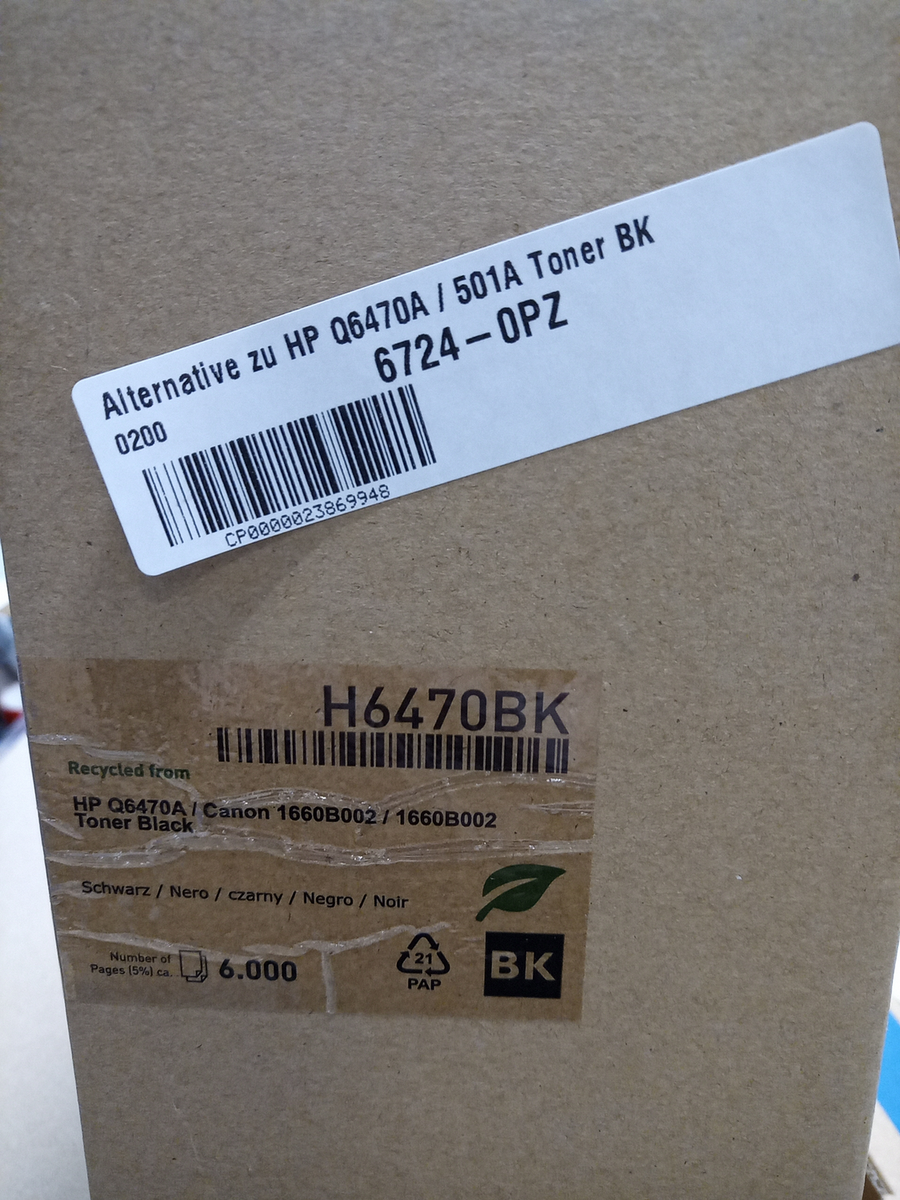 Alternative zu HP Q6470A / 501A Toner BK
6724-0PZ
0200
CP0000023869948
H6470BK
Recycled from
HP Q6470A / Canon 1660B002 / 1660B002
Toner Black
Schwarz / Nero / czarny / Negro / Noir
Number of
Pages (5%) ca.
6.000
21
PAP
BK